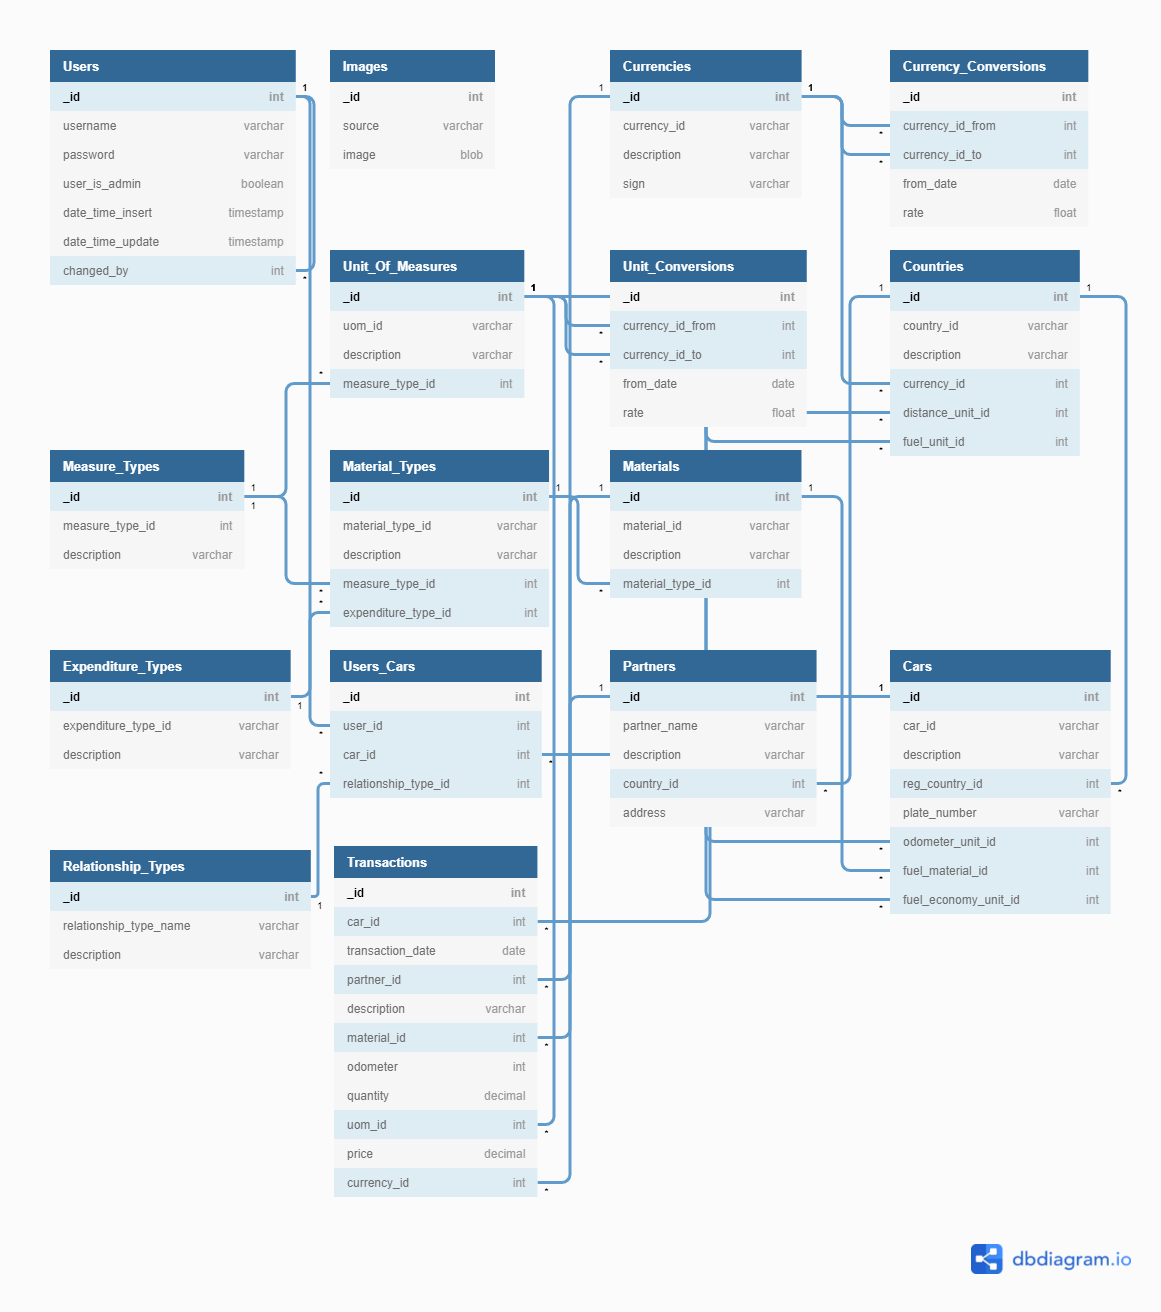 Users
_id int
username varchar
password varchar
user_is_admin boolean
date_time_insert timestamp
date_time_update timestamp
changed_by int
1
*
Images
_id int
source varchar
image blob
Currencies
1
_id int
1
currency_id varchar
description varchar
sign varchar
Currency_Conversions
_id int
currency_id_from int
*
currency_id_to int
*
from_date date
rate float
Unit_Of_Measures
_id int
1
uom_id varchar
description varchar
*
measure_type_id int
Unit_Conversions
_id int
currency_id_from int
*
currency_id_to int
*
from_date date
rate float
Countries
1
_id int
1
country_id varchar
description varchar
currency_id int
*
distance_unit_id int
*
fuel_unit_id int
*
Measure_Types
_id int
1
1
measure_type_id int
description varchar
Material_Types
_id int
1
material_type_id varchar
description varchar
measure_type_id int
*
*
expenditure_type_id int
Materials
1
_id int
1
material_id varchar
description varchar
material_type_id int
*
Expenditure_Types
_id int
1
expenditure_type_id varchar
description varchar
Users_Cars
_id int
user_id int
*
car_id int
*
*
relationship_type_id int
Partners
1
_id int
partner_name varchar
description varchar
country_id int
*
address varchar
Cars
1
_id int
car_id varchar
description varchar
reg_country_id int
*
plate_number varchar
odometer_unit_id int
*
fuel_material_id int
*
fuel_economy_unit_id int
*
Relationship_Types
_id int
1
relationship_type_name varchar
description varchar
Transactions
_id int
car_id int
*
transaction_date date
partner_id int
*
description varchar
material_id int
*
odometer int
quantity decimal
uom_id int
*
price decimal
currency_id int
*
dbdiagram.io